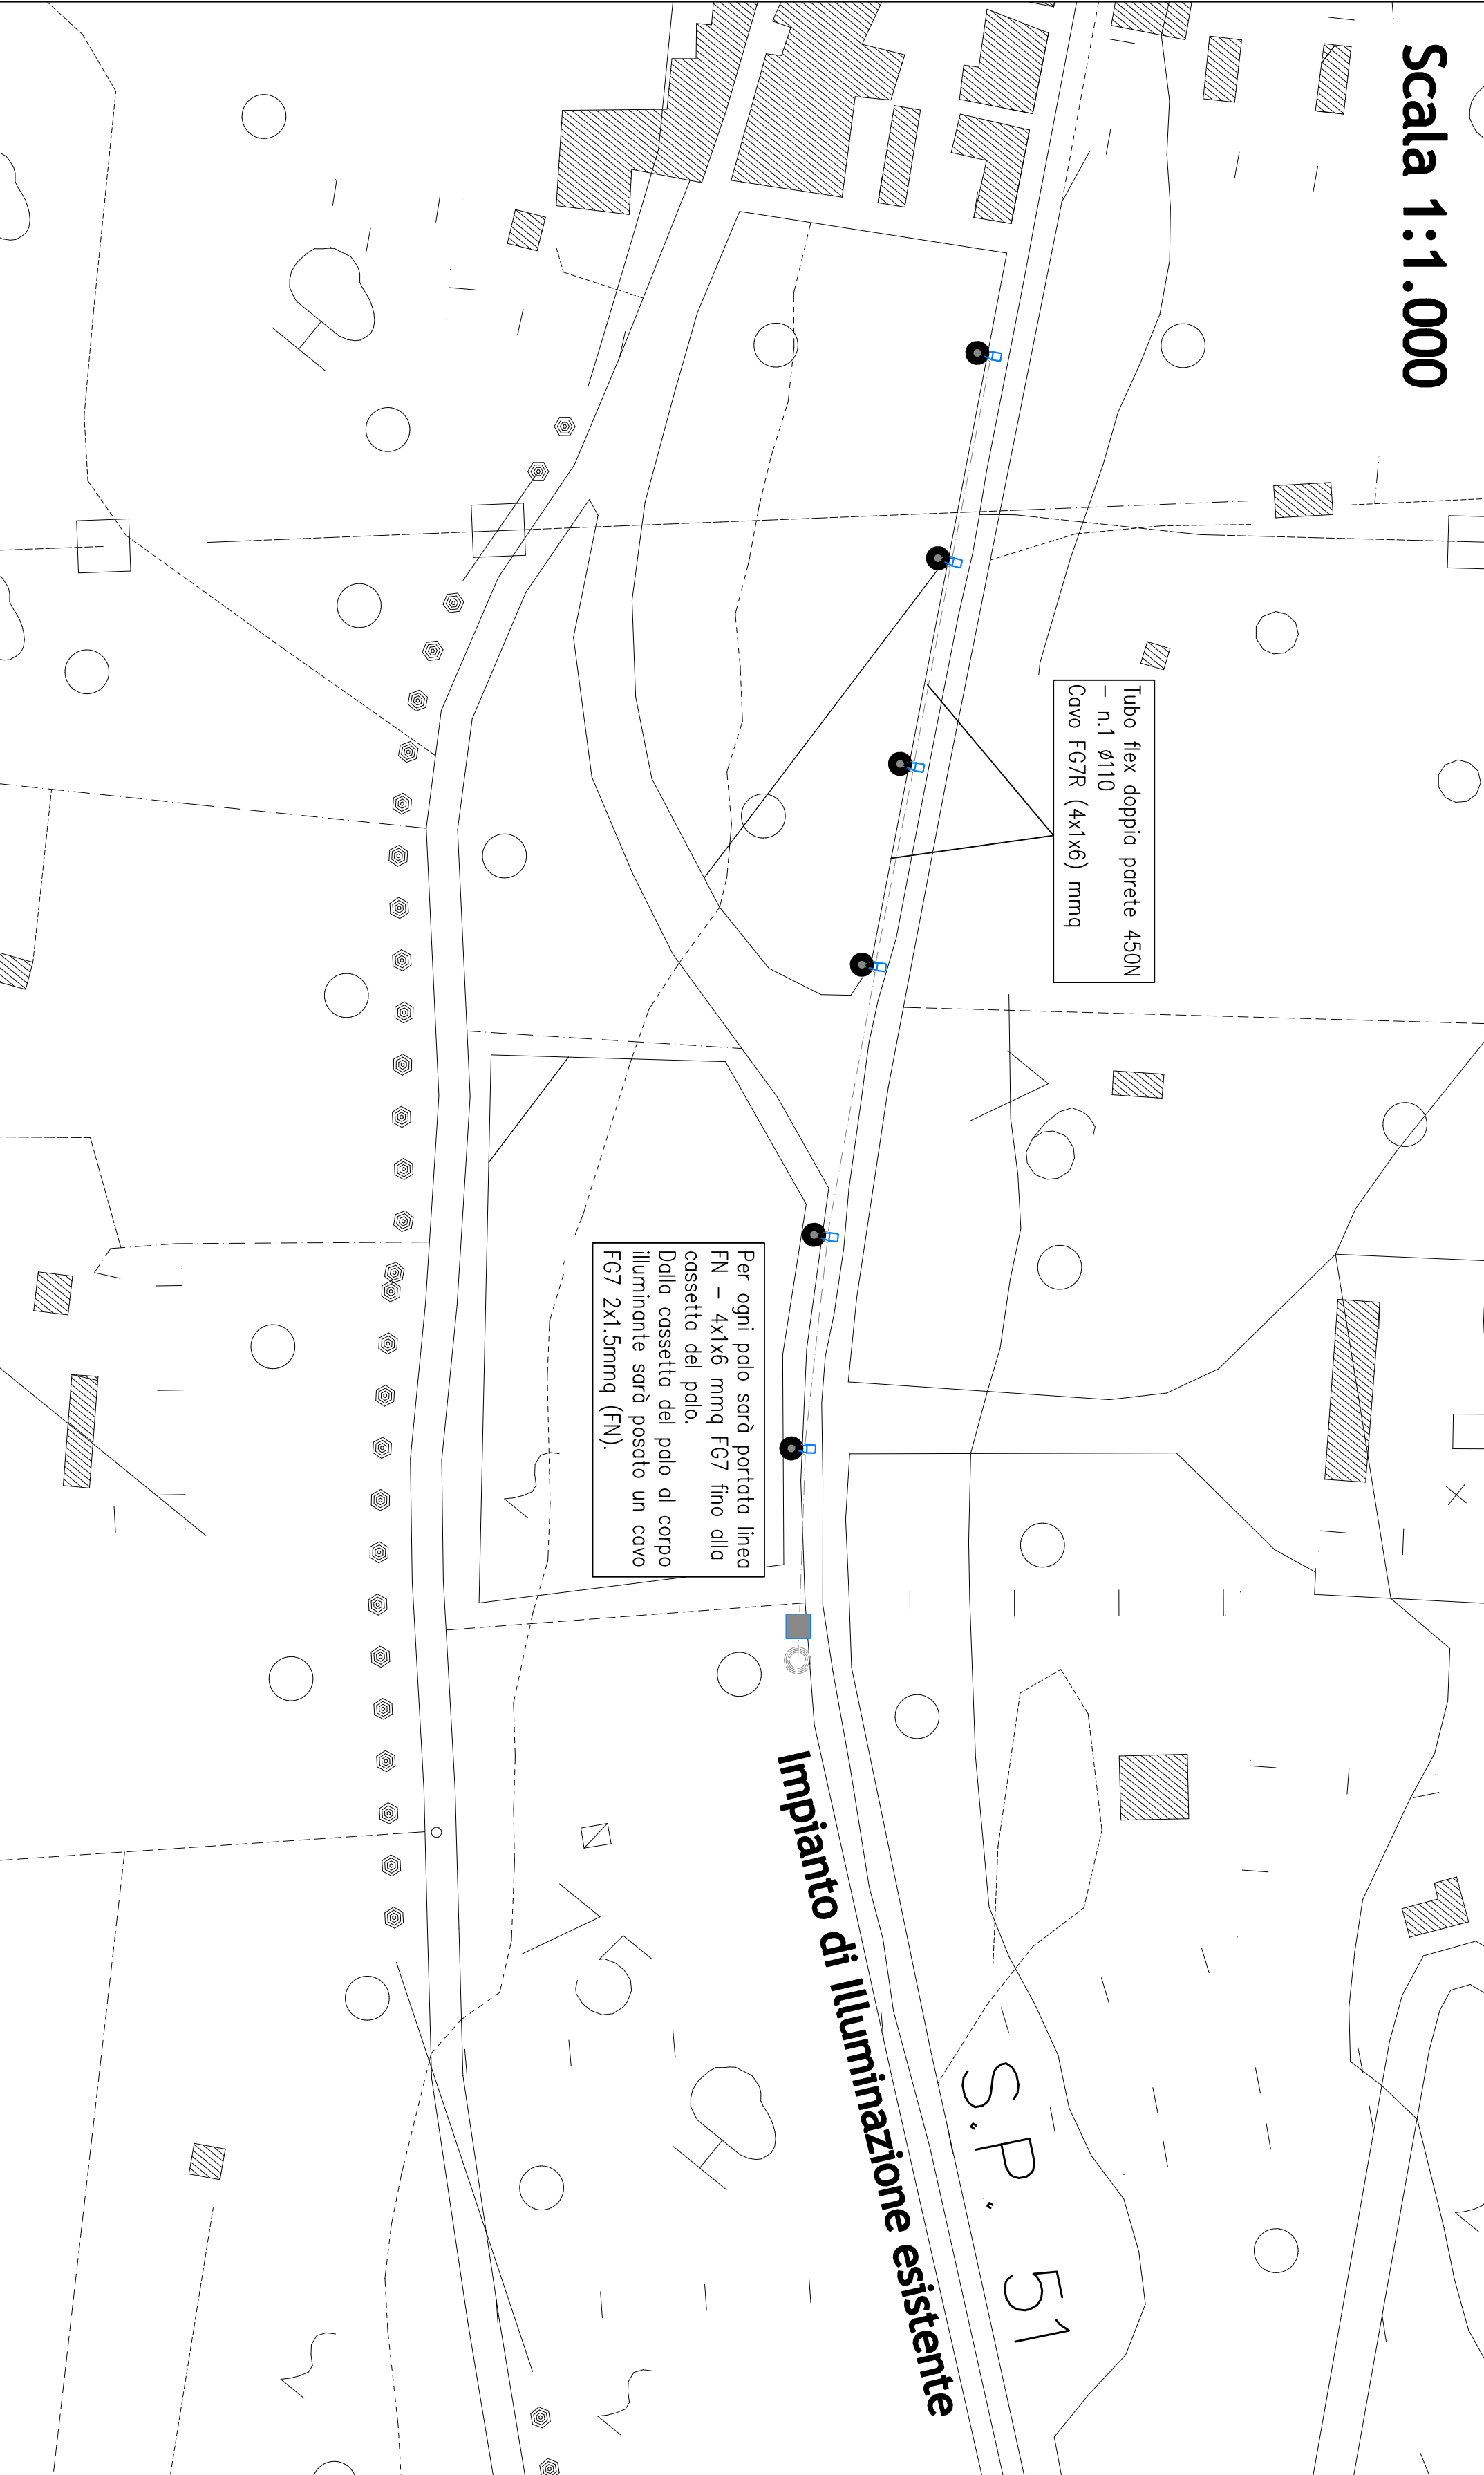 Scala 1:1.000
Tubo flex doppia parete 450N
– n.1 ø110
Cavo FG7R (4x1x6) mmq
Per ogni palo sarà portata linea
FN – 4x1x6 mmq FG7 fino alla
cassetta del palo.
Dalla cassetta del palo al corpo
illuminante sarà posato un cavo
FG7 2x1.5mmq (FN).
Impianto di Illuminazione esistente
S.P. 51